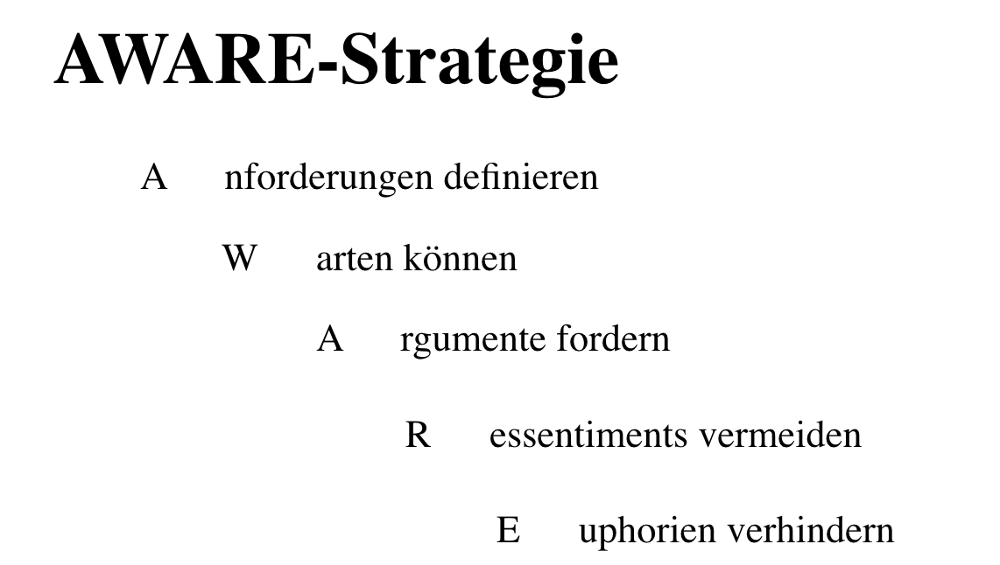 AWARE-Strategie
A nforderungen definieren
W arten können
A rgumente fordern
R essentiments vermeiden
E uphorien verhindern